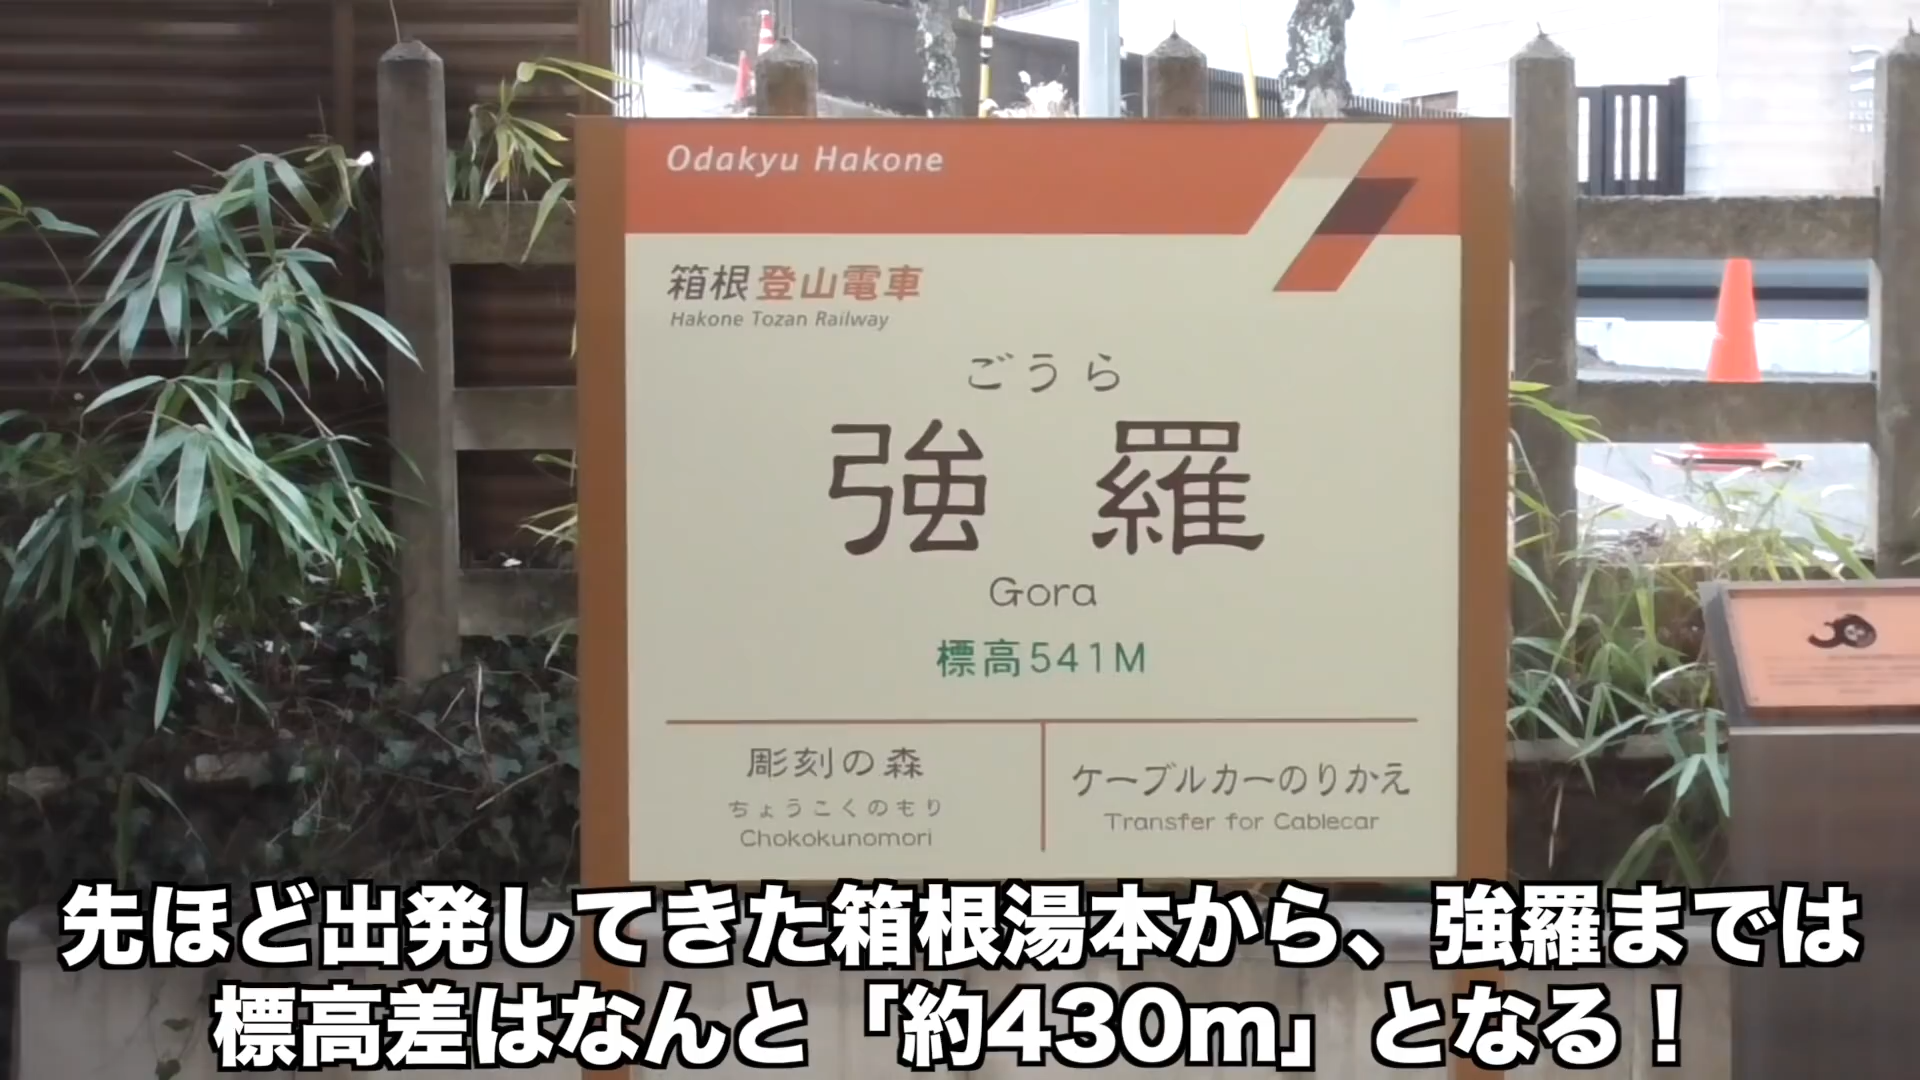 Odakyu Hakone
箱根登山電車
Hakone Tozan Railway
ごうら
強羅
Gora
標高541M
彫刻の森
ちょうこくのもり
Chokokunomori
ケーブルカーのりかえ
Transfer for Cablecar
先ほど出発してきた箱根湯本から、強羅までは
標高差はなんと「約430m」となる！